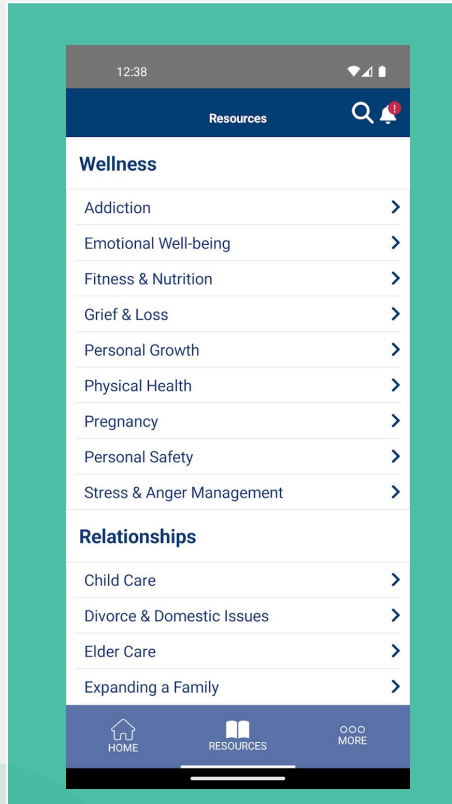 12:38
Resources
!
Wellness
Addiction
Emotional Well-being
Fitness & Nutrition
Grief & Loss
Personal Growth
Physical Health
Pregnancy
Personal Safety
Stress & Anger Management
Relationships
Child Care
Divorce & Domestic Issues
Elder Care
Expanding a Family
HOME
RESOURCES
MORE